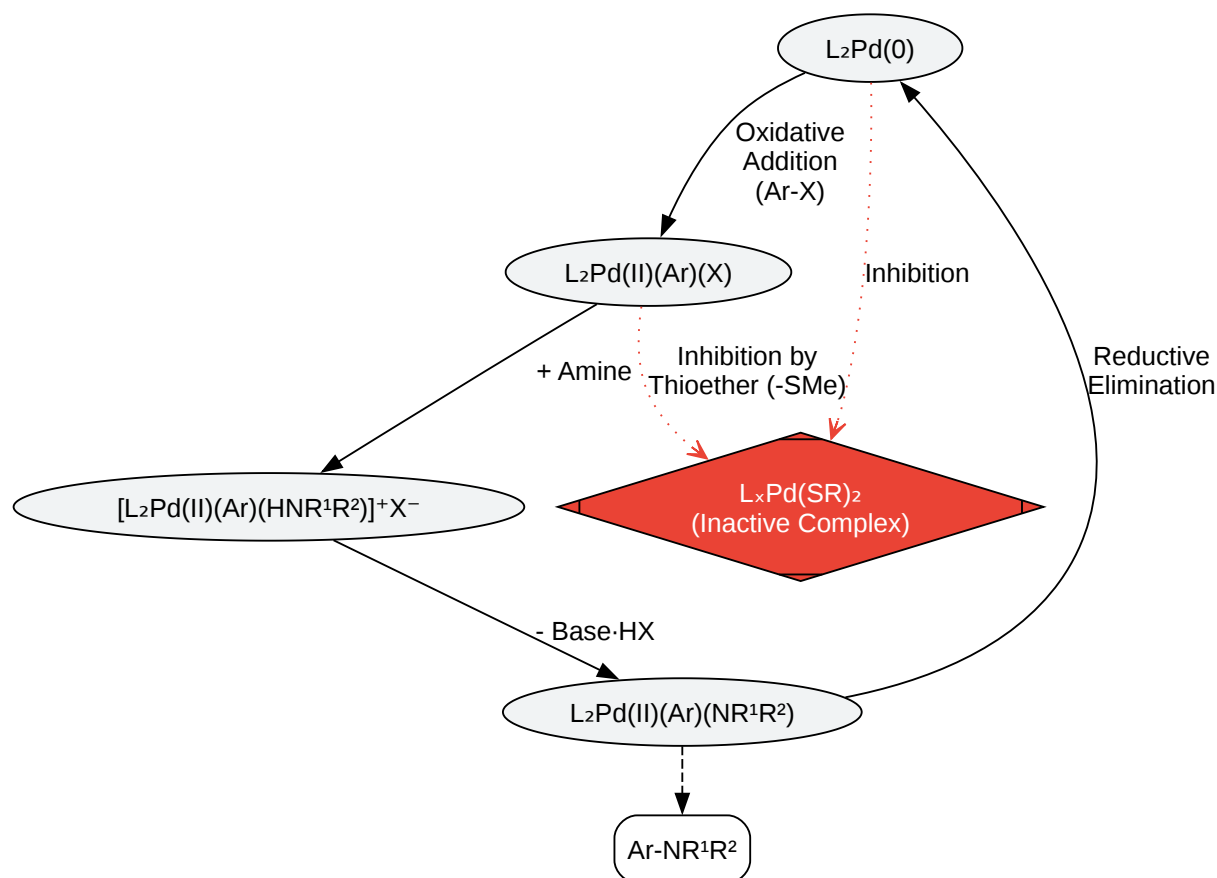 L₂Pd(0)
Oxidative
Addition
(Ar-X)
L₂Pd(II)(Ar)(X)
Inhibition
+ Amine
Inhibition by
Thioether (-SMe)
Reductive
Elimination
[L₂Pd(II)(Ar)(HNR¹R²)]⁺X⁻
LₓPd(SR)₂
(Inactive Complex)
- Base·HX
L₂Pd(II)(Ar)(NR¹R²)
Ar-NR¹R²